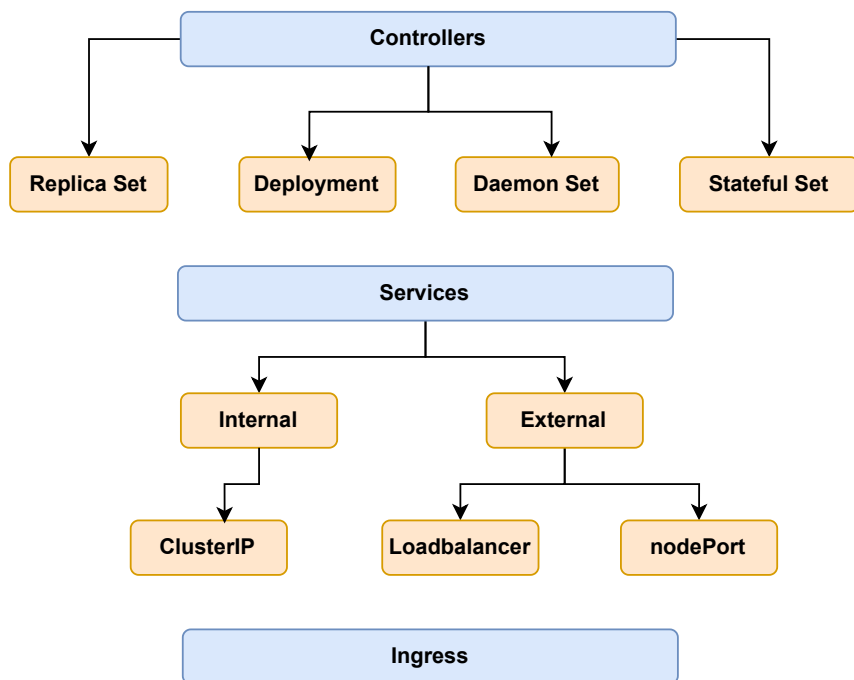 Controllers
Replica Set
Deployment
Daemon Set
Stateful Set
Services
Internal
External
ClusterIP
Loadbalancer
nodePort
Ingress